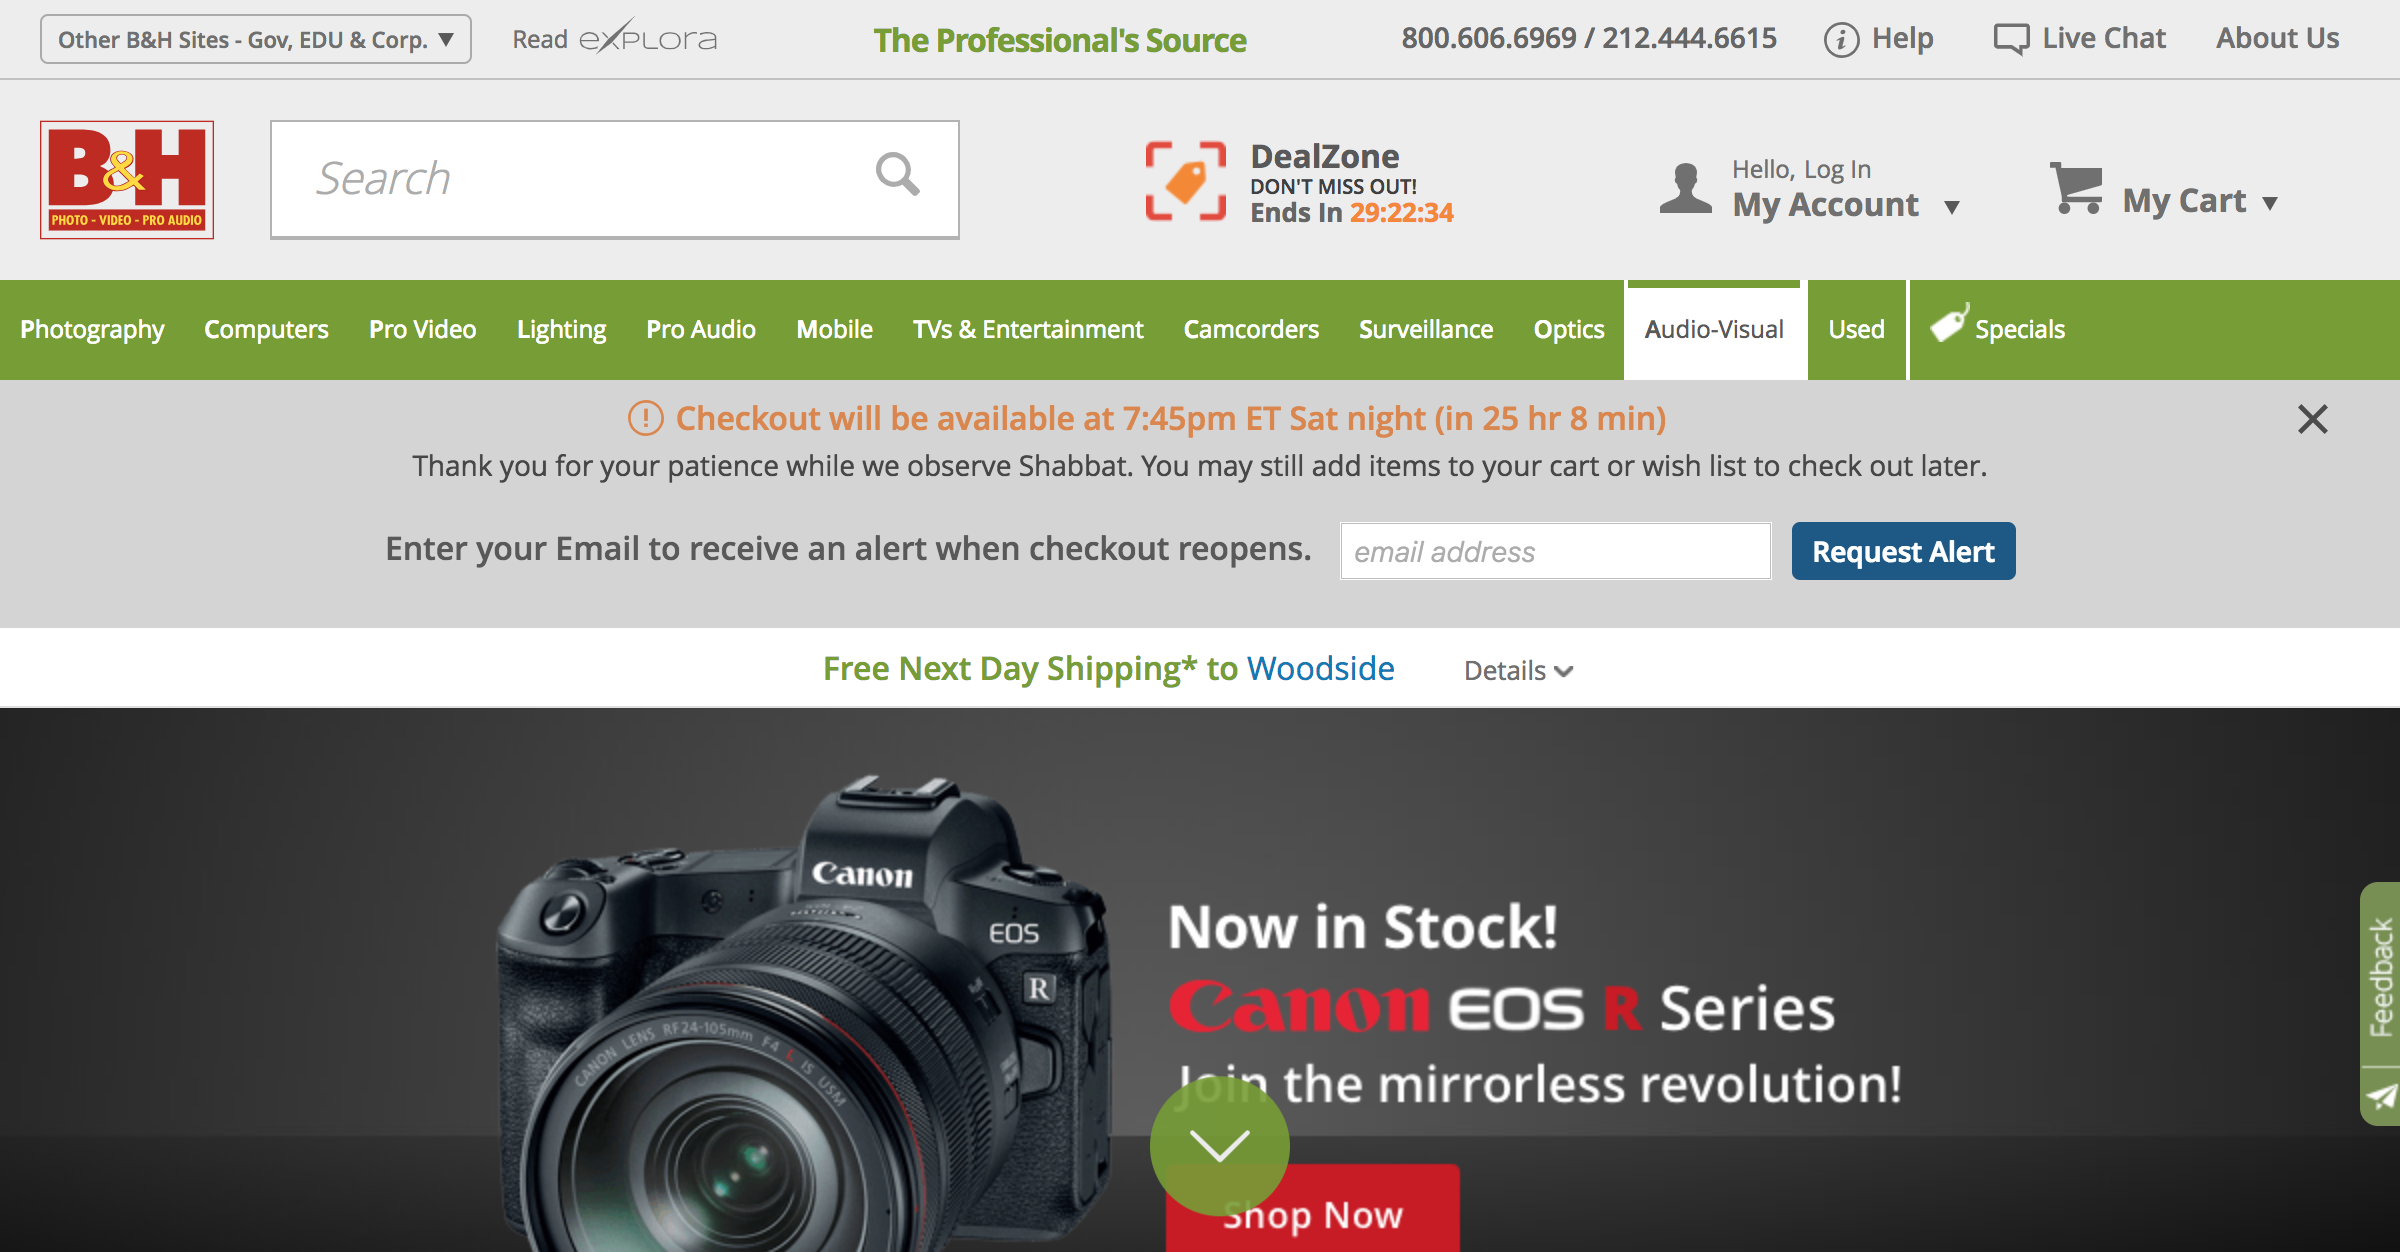 Other B&H Sites - Gov, EDU & Corp. ▼
Read eXPLORA
The Professional's Source
800.606.6969 / 212.444.6615
Help
Live Chat
About Us
B&H
PHOTO - VIDEO - PRO AUDIO
Search
DealZone
DON'T MISS OUT!
Ends In 29:22:34
Hello, Log In
My Account ▼
My Cart ▼
Photography
Computers
Pro Video
Lighting
Pro Audio
Mobile
TVs & Entertainment
Camcorders
Surveillance
Optics
Audio-Visual
Used
Specials
Checkout will be available at 7:45pm ET Sat night (in 25 hr 8 min)
Thank you for your patience while we observe Shabbat. You may still add items to your cart or wish list to check out later.
Enter your Email to receive an alert when checkout reopens.
email address
Request Alert
Free Next Day Shipping* to Woodside
Details
Canon
EOS
R
CANON LENS RF24-105mm F4 L IS USM
Now in Stock!
Canon EOS R Series
Join the mirrorless revolution!
Shop Now
Feedback